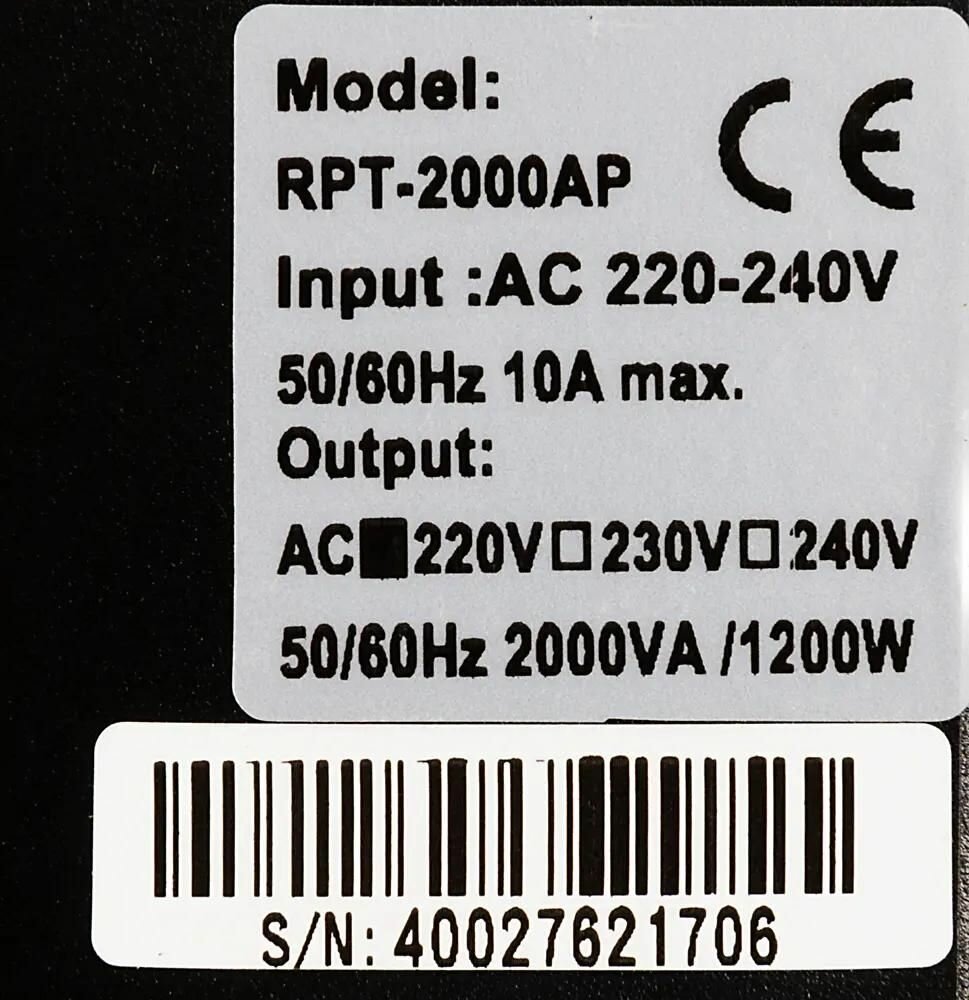 Model:
CE
RPT-2000AP
Input :AC 220-240V
50/60Hz 10A max.
Output:
AC■220V□230V□240V
50/60Hz 2000VA /1200W
S/N: 40027621706